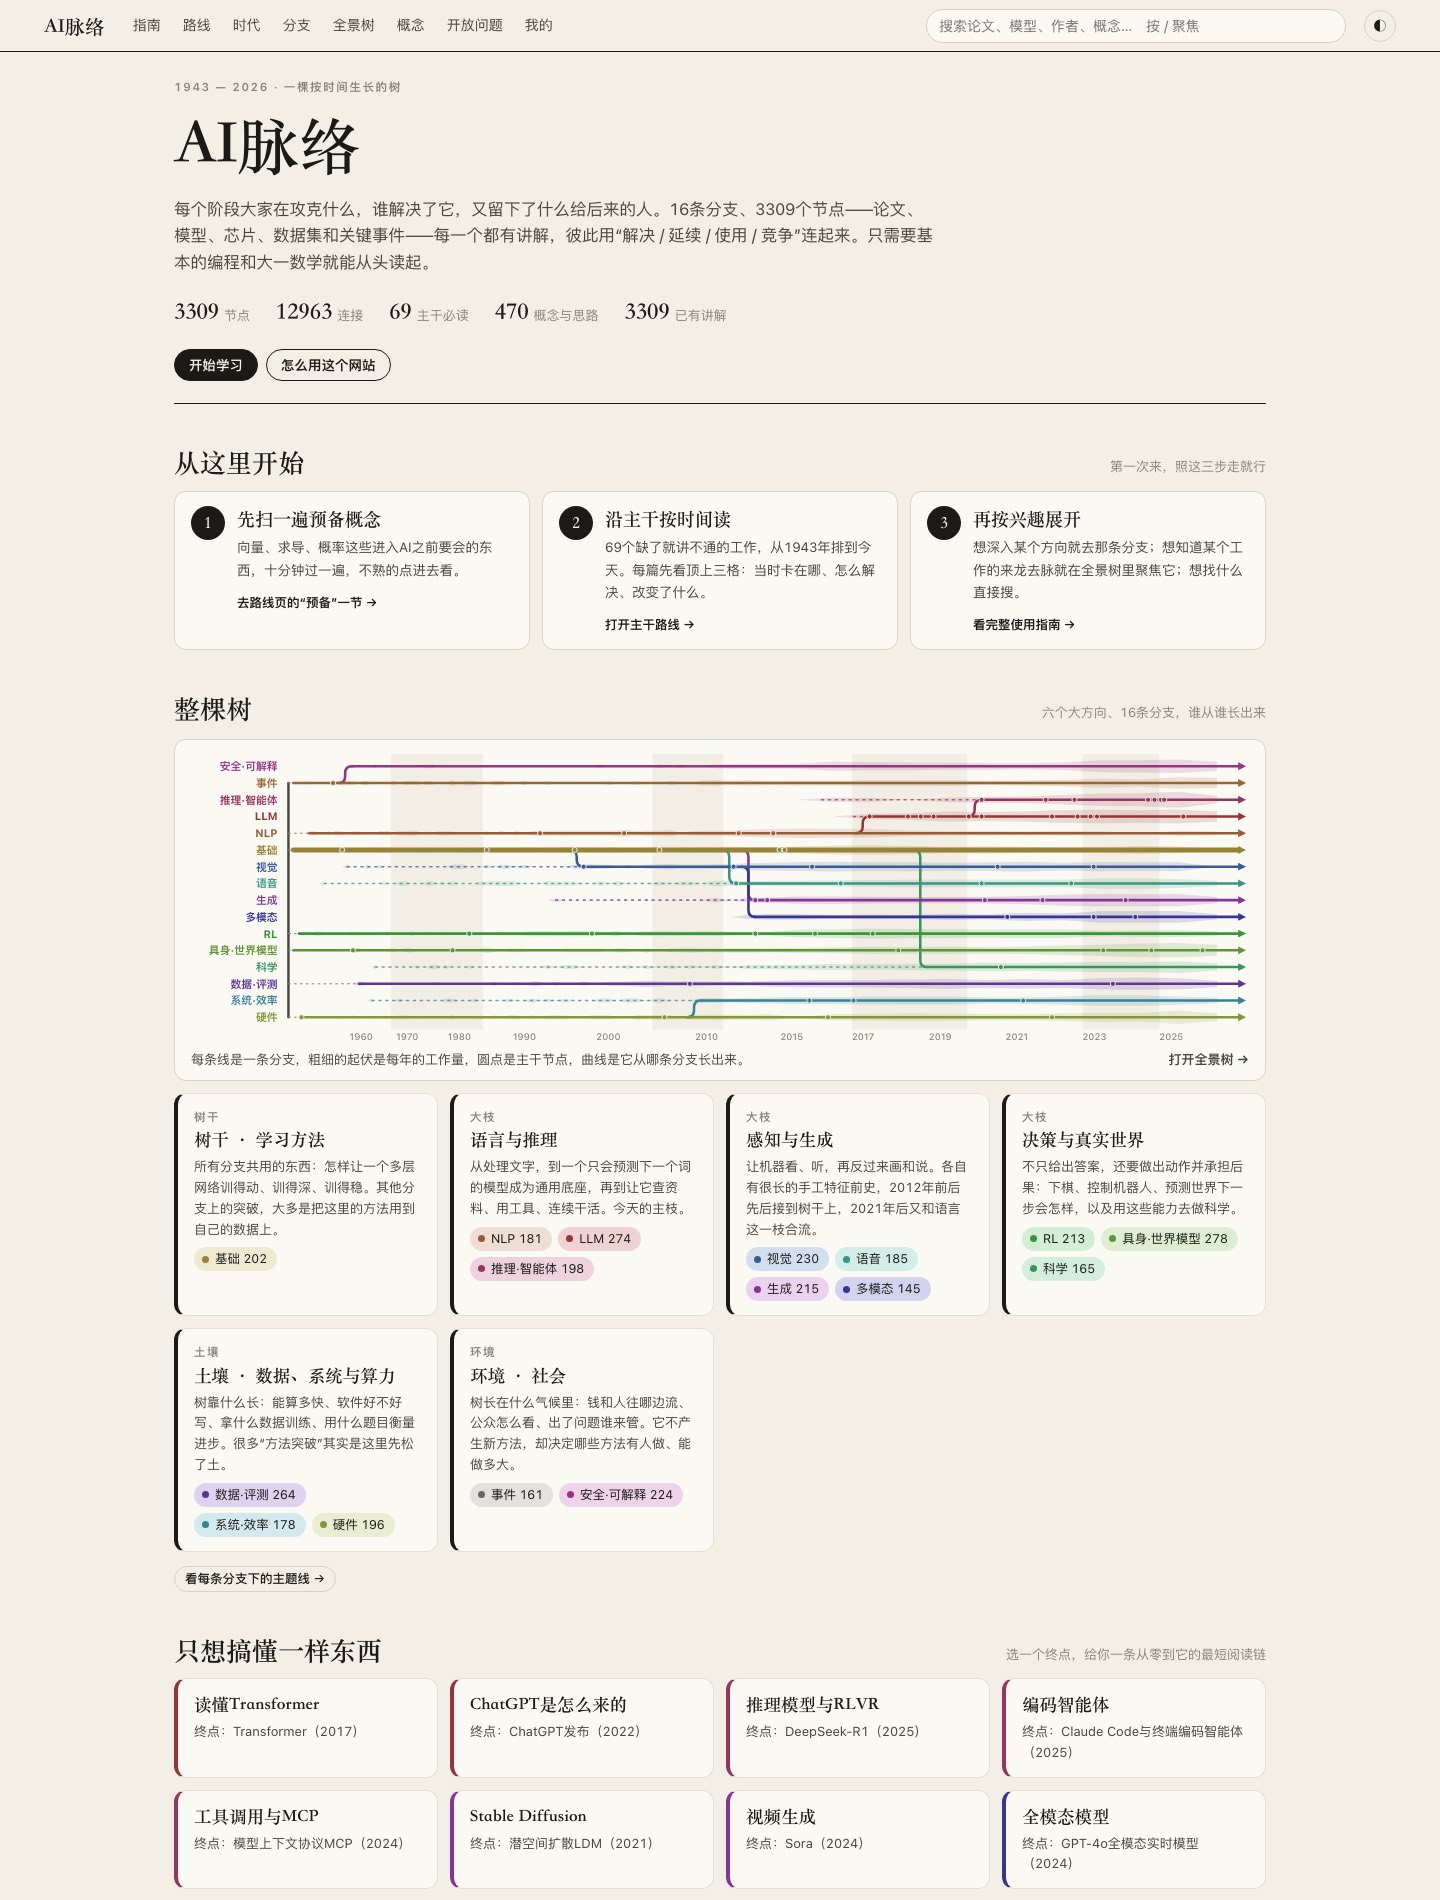 AI脉络 指南 路线 时代 分支 全景树 概念 开放问题 我的 搜索论文、模型、作者、概念… 按 / 聚焦
1943 — 2026 · 一棵按时间生长的树
AI脉络
每个阶段大家在攻克什么，谁解决了它，又留下了什么给后来的人。16条分支、3309个节点——论文、
模型、芯片、数据集和关键事件——每一个都有讲解，彼此用“解决 / 延续 / 使用 / 竞争”连起来。只需要基
本的编程和大一数学就能从头读起。
3309 节点 12963 连接 69 主干必读 470 概念与思路 3309 已有讲解
开始学习 怎么用这个网站
从这里开始 第一次来，照这三步走就行
1 先扫一遍预备概念
向量、求导、概率这些进入AI之前要会的东
西，十分钟过一遍，不熟的点进去看。
去路线页的“预备”一节 →
2 沿主干按时间读
69个缺了就讲不通的工作，从1943年排到今
天。每篇先看顶上三格：当时卡在哪、怎么解
决、改变了什么。
打开主干路线 →
3 再按兴趣展开
想深入某个方向就去那条分支；想知道某个工
作的来龙去脉就在全景树里聚焦它；想找什么
直接搜。
看完整使用指南 →
整棵树 六个大方向、16条分支，谁从谁长出来
安全·可解释
事件
推理·智能体
LLM
NLP
基础
视觉
语音
生成
多模态
RL
具身·世界模型
科学
数据·评测
系统·效率
硬件
1960 1970 1980 1990 2000 2010 2015 2017 2019 2021 2023 2025
每条线是一条分支，粗细的起伏是每年的工作量，圆点是主干节点，曲线是它从哪条分支长出来。 打开全景树 →
树干
树干 · 学习方法
所有分支共用的东西：怎样让一个多层
网络训得动、训得深、训得稳。其他分
支上的突破，大多是把这里的方法用到
自己的数据上。
基础 202
大枝
语言与推理
从处理文字，到一个只会预测下一个词
的模型成为通用底座，再到让它查资
料、用工具、连续干活。今天的主枝。
NLP 181 LLM 274
推理·智能体 198
大枝
感知与生成
让机器看、听，再反过来画和说。各自
有很长的手工特征前史，2012年前后
先后接到树干上，2021年后又和语言
这一枝合流。
视觉 230 语音 185
生成 215 多模态 145
大枝
决策与真实世界
不只给出答案，还要做出动作并承担后
果：下棋、控制机器人、预测世界下一
步会怎样，以及用这些能力去做科学。
RL 213 具身·世界模型 278
科学 165
土壤
土壤 · 数据、系统与算力
树靠什么长：能算多快、软件好不好
写、拿什么数据训练、用什么题目衡量
进步。很多“方法突破”其实是这里先松
了土。
数据·评测 264
系统·效率 178 硬件 196
环境
环境 · 社会
树长在什么气候里：钱和人往哪边流、
公众怎么看、出了问题谁来管。它不产
生新方法，却决定哪些方法有人做、能
做多大。
事件 161 安全·可解释 224
看每条分支下的主题线 →
只想搞懂一样东西 选一个终点，给你一条从零到它的最短阅读链
读懂Transformer
终点：Transformer（2017）
ChatGPT是怎么来的
终点：ChatGPT发布（2022）
推理模型与RLVR
终点：DeepSeek-R1（2025）
编码智能体
终点：Claude Code与终端编码智能体
（2025）
工具调用与MCP
终点：模型上下文协议MCP（2024）
Stable Diffusion
终点：潜空间扩散LDM（2021）
视频生成
终点：Sora（2024）
全模态模型
终点：GPT-4o全模态实时模型
（2024）